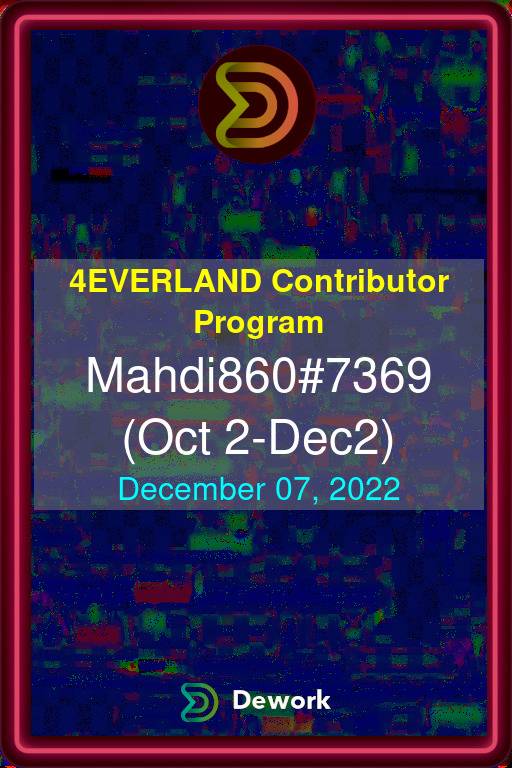 4EVERLAND Contributor
Program
Mahdi860#7369
(Oct 2-Dec2)
December 07, 2022
Dework